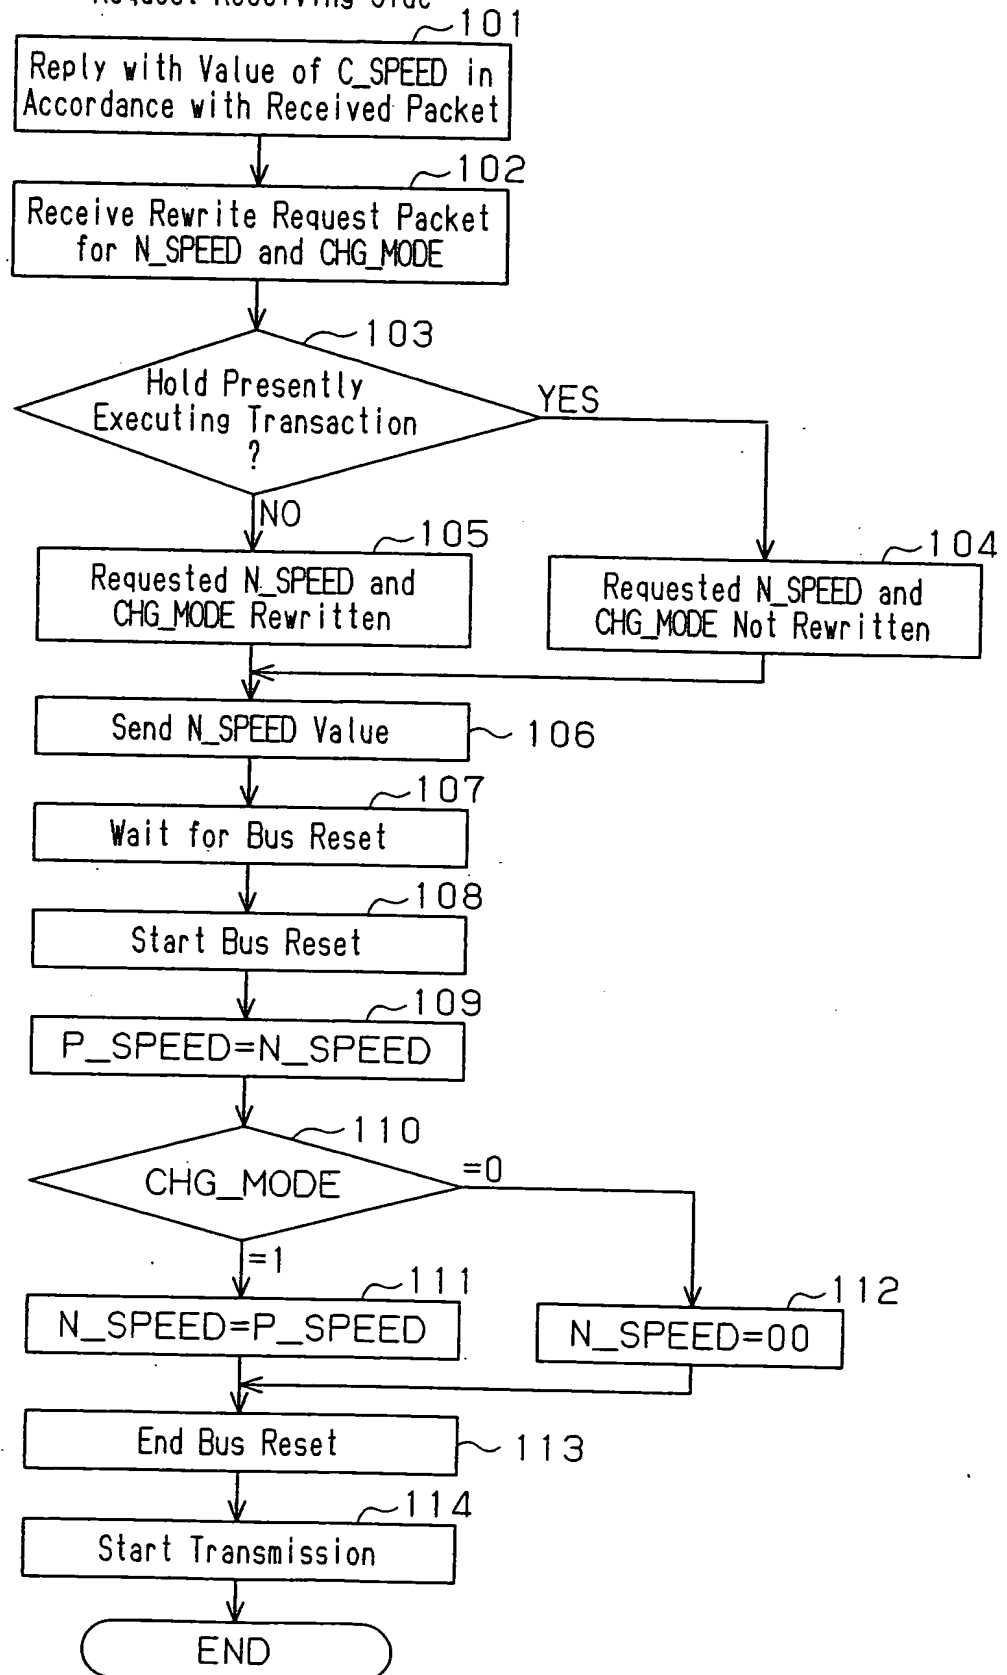 Request Receiving Side
101
Reply with Value of C_SPEED in
Accordance with Received Packet
102
Receive Rewrite Request Packet
for N_SPEED and CHG_MODE
103
Hold Presently
Executing Transaction
?
YES
NO
105
Requested N_SPEED and
CHG_MODE Rewritten
104
Requested N_SPEED and
CHG_MODE Not Rewritten
Send N_SPEED Value
106
107
Wait for Bus Reset
108
Start Bus Reset
109
P_SPEED=N_SPEED
110
CHG_MODE
=0
=1
111
N_SPEED=P_SPEED
112
N_SPEED=00
End Bus Reset
113
114
Start Transmission
END